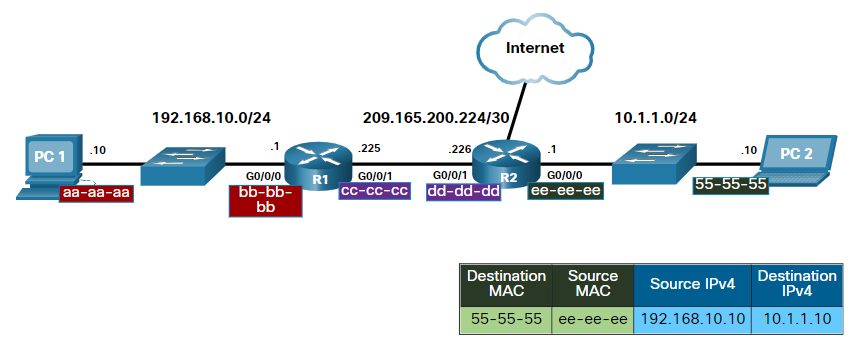 Internet
192.168.10.0/24
209.165.200.224/30
10.1.1.0/24
PC 1
.10
.1
.225
.226
.1
.10
PC 2
G0/0/0
R1
G0/0/1
G0/0/1
R2
G0/0/0
aa-aa-aa
bb-bb-
bb
cc-cc-cc
dd-dd-dd
ee-ee-ee
55-55-55
Destination
MAC
Source
MAC
Source IPv4
Destination
IPv4
55-55-55
ee-ee-ee
192.168.10.10
10.1.1.10